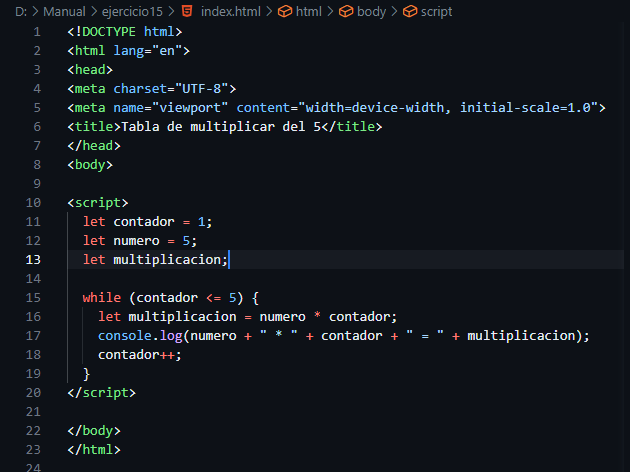 D: > Manual > ejercicio15 > index.html > html > body > script
1 <!DOCTYPE html>
2 <html lang="en">
3 <head>
4 <meta charset="UTF-8">
5 <meta name="viewport" content="width=device-width, initial-scale=1.0">
6 <title>Tabla de multiplicar del 5</title>
7 </head>
8 <body>
9
10 <script>
11 let contador = 1;
12 let numero = 5;
13 let multiplicacion;
14
15 while (contador <= 5) {
16 let multiplicacion = numero * contador;
17 console.log(numero + " * " + contador + " = " + multiplicacion);
18 contador++;
19 }
20 </script>
21
22 </body>
23 </html>
24